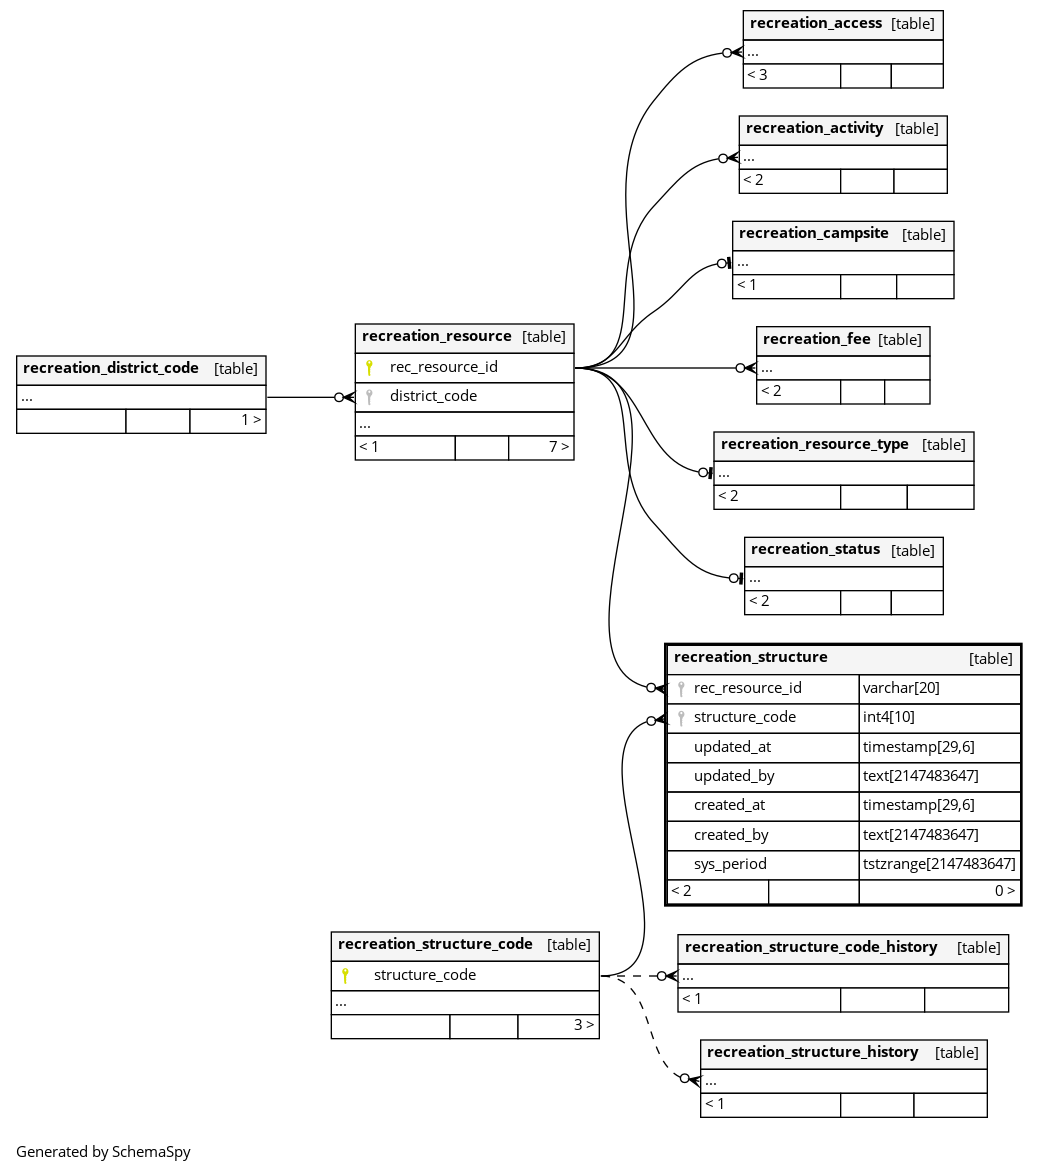 recreation_access [table]
...
< 3
recreation_activity [table]
...
< 2
recreation_campsite [table]
...
< 1
recreation_fee [table]
...
< 2
recreation_district_code [table]
...
1 >
recreation_resource [table]
rec_resource_id
district_code
...
< 1 7 >
recreation_resource_type [table]
...
< 2
recreation_status [table]
...
< 2
recreation_structure [table]
rec_resource_id varchar[20]
structure_code int4[10]
updated_at timestamp[29,6]
updated_by text[2147483647]
created_at timestamp[29,6]
created_by text[2147483647]
sys_period tstzrange[2147483647]
< 2 0 >
recreation_structure_code [table]
structure_code
...
3 >
recreation_structure_code_history [table]
...
< 1
recreation_structure_history [table]
...
< 1
Generated by SchemaSpy